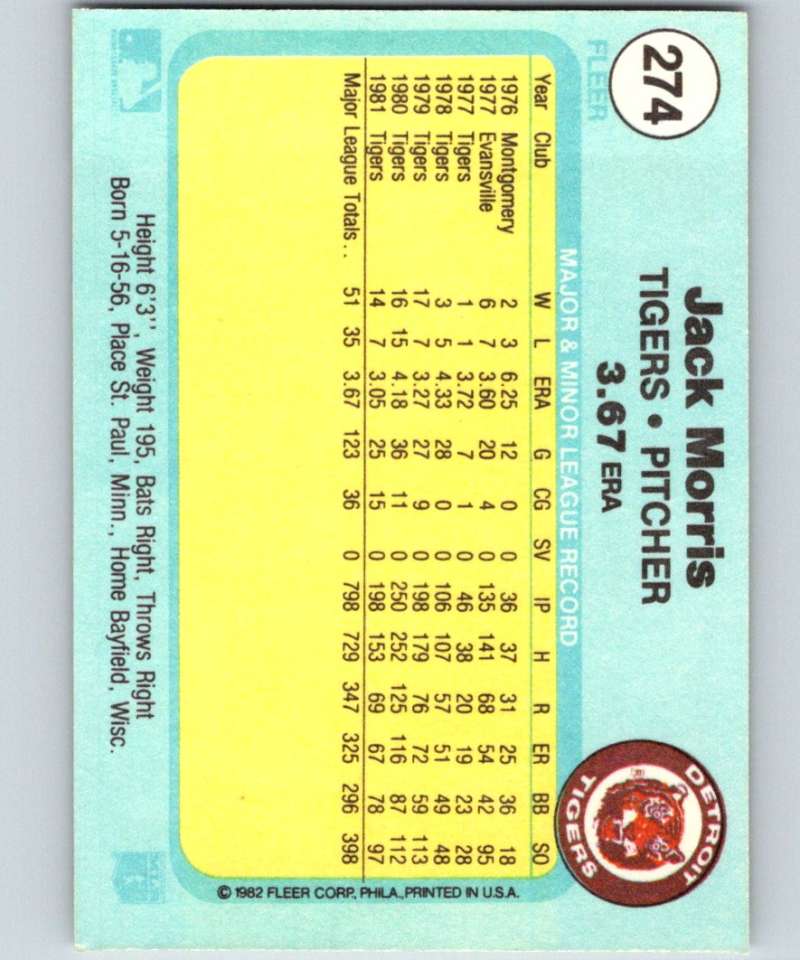 274
FLEER
Jack Morris
TIGERS • PITCHER
3.67 ERA
DETROIT
TIGERS
MAJOR & MINOR LEAGUE RECORD
Year Club W L ERA G CG SV IP H R ER BB SO
1976 Montgomery 2 3 6.25 12 0 0 36 37 31 25 36 18
1977 Evansville 6 7 3.60 20 4 0 135 141 68 54 42 95
1977 Tigers 1 1 3.72 7 1 0 46 38 20 19 23 28
1978 Tigers 3 5 4.33 28 0 0 106 107 57 51 49 48
1979 Tigers 17 7 3.27 27 9 0 198 179 76 72 59 113
1980 Tigers 16 15 4.18 36 11 0 250 252 125 116 87 112
1981 Tigers 14 7 3.05 25 15 0 198 153 69 67 78 97
Major League Totals . . 51 35 3.67 123 36 0 798 729 347 325 296 398
© 1982 FLEER CORP., PHILA., PRINTED IN U.S.A.
Height 6'3'', Weight 195, Bats Right, Throws Right
Born 5-16-56, Place St. Paul, Minn., Home Bayfield, Wisc.